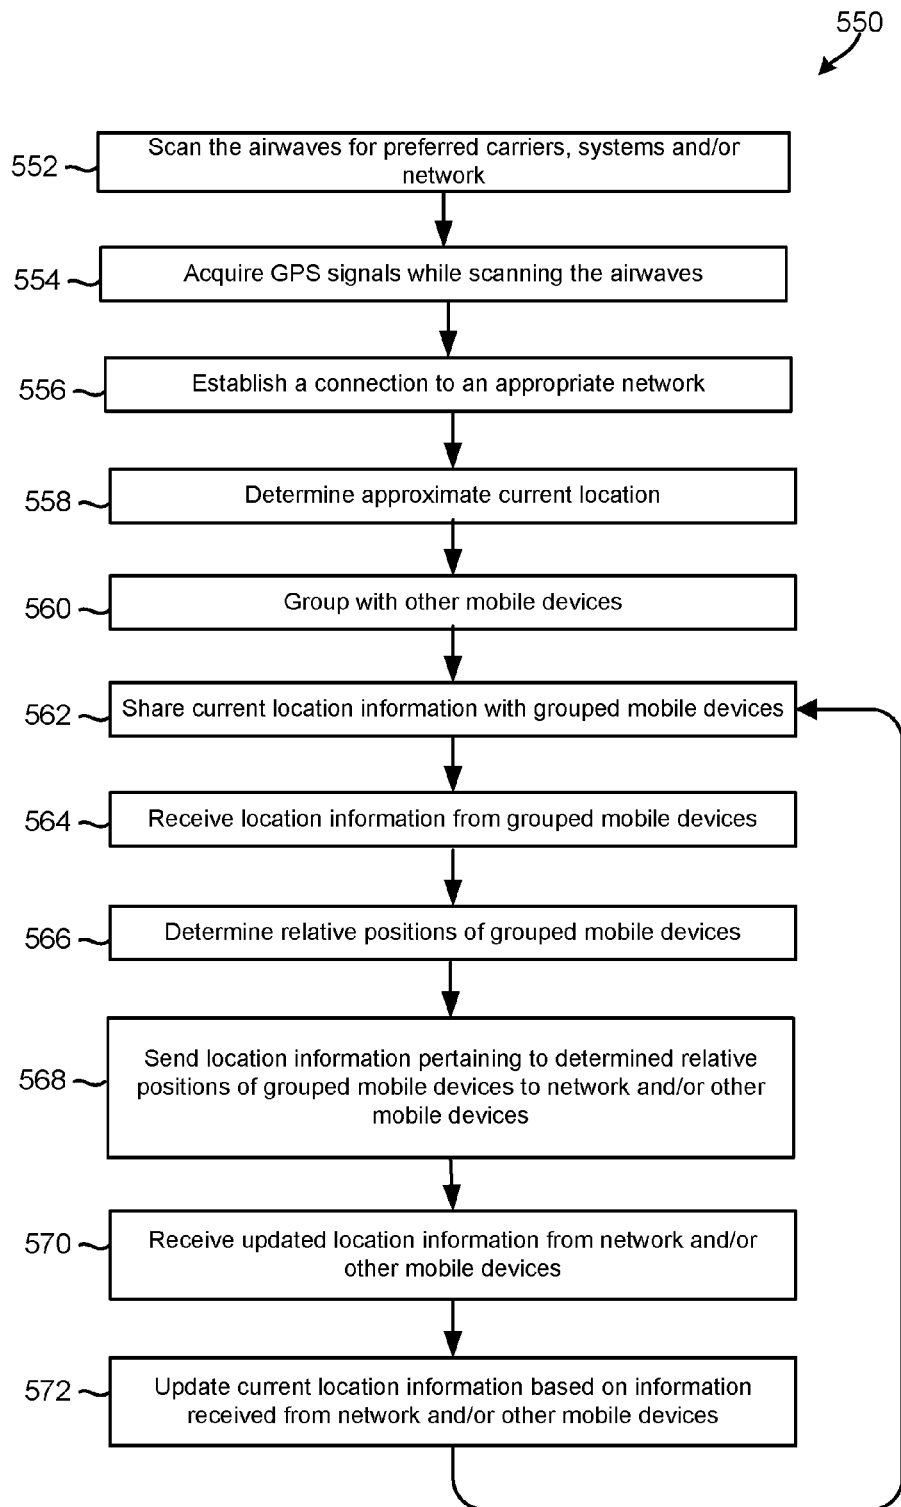 550
552
Scan the airwaves for preferred carriers, systems and/or
network
554
Acquire GPS signals while scanning the airwaves
556
Establish a connection to an appropriate network
558
Determine approximate current location
560
Group with other mobile devices
562
Share current location information with grouped mobile devices
564
Receive location information from grouped mobile devices
566
Determine relative positions of grouped mobile devices
568
Send location information pertaining to determined relative
positions of grouped mobile devices to network and/or other
mobile devices
570
Receive updated location information from network and/or
other mobile devices
572
Update current location information based on information
received from network and/or other mobile devices